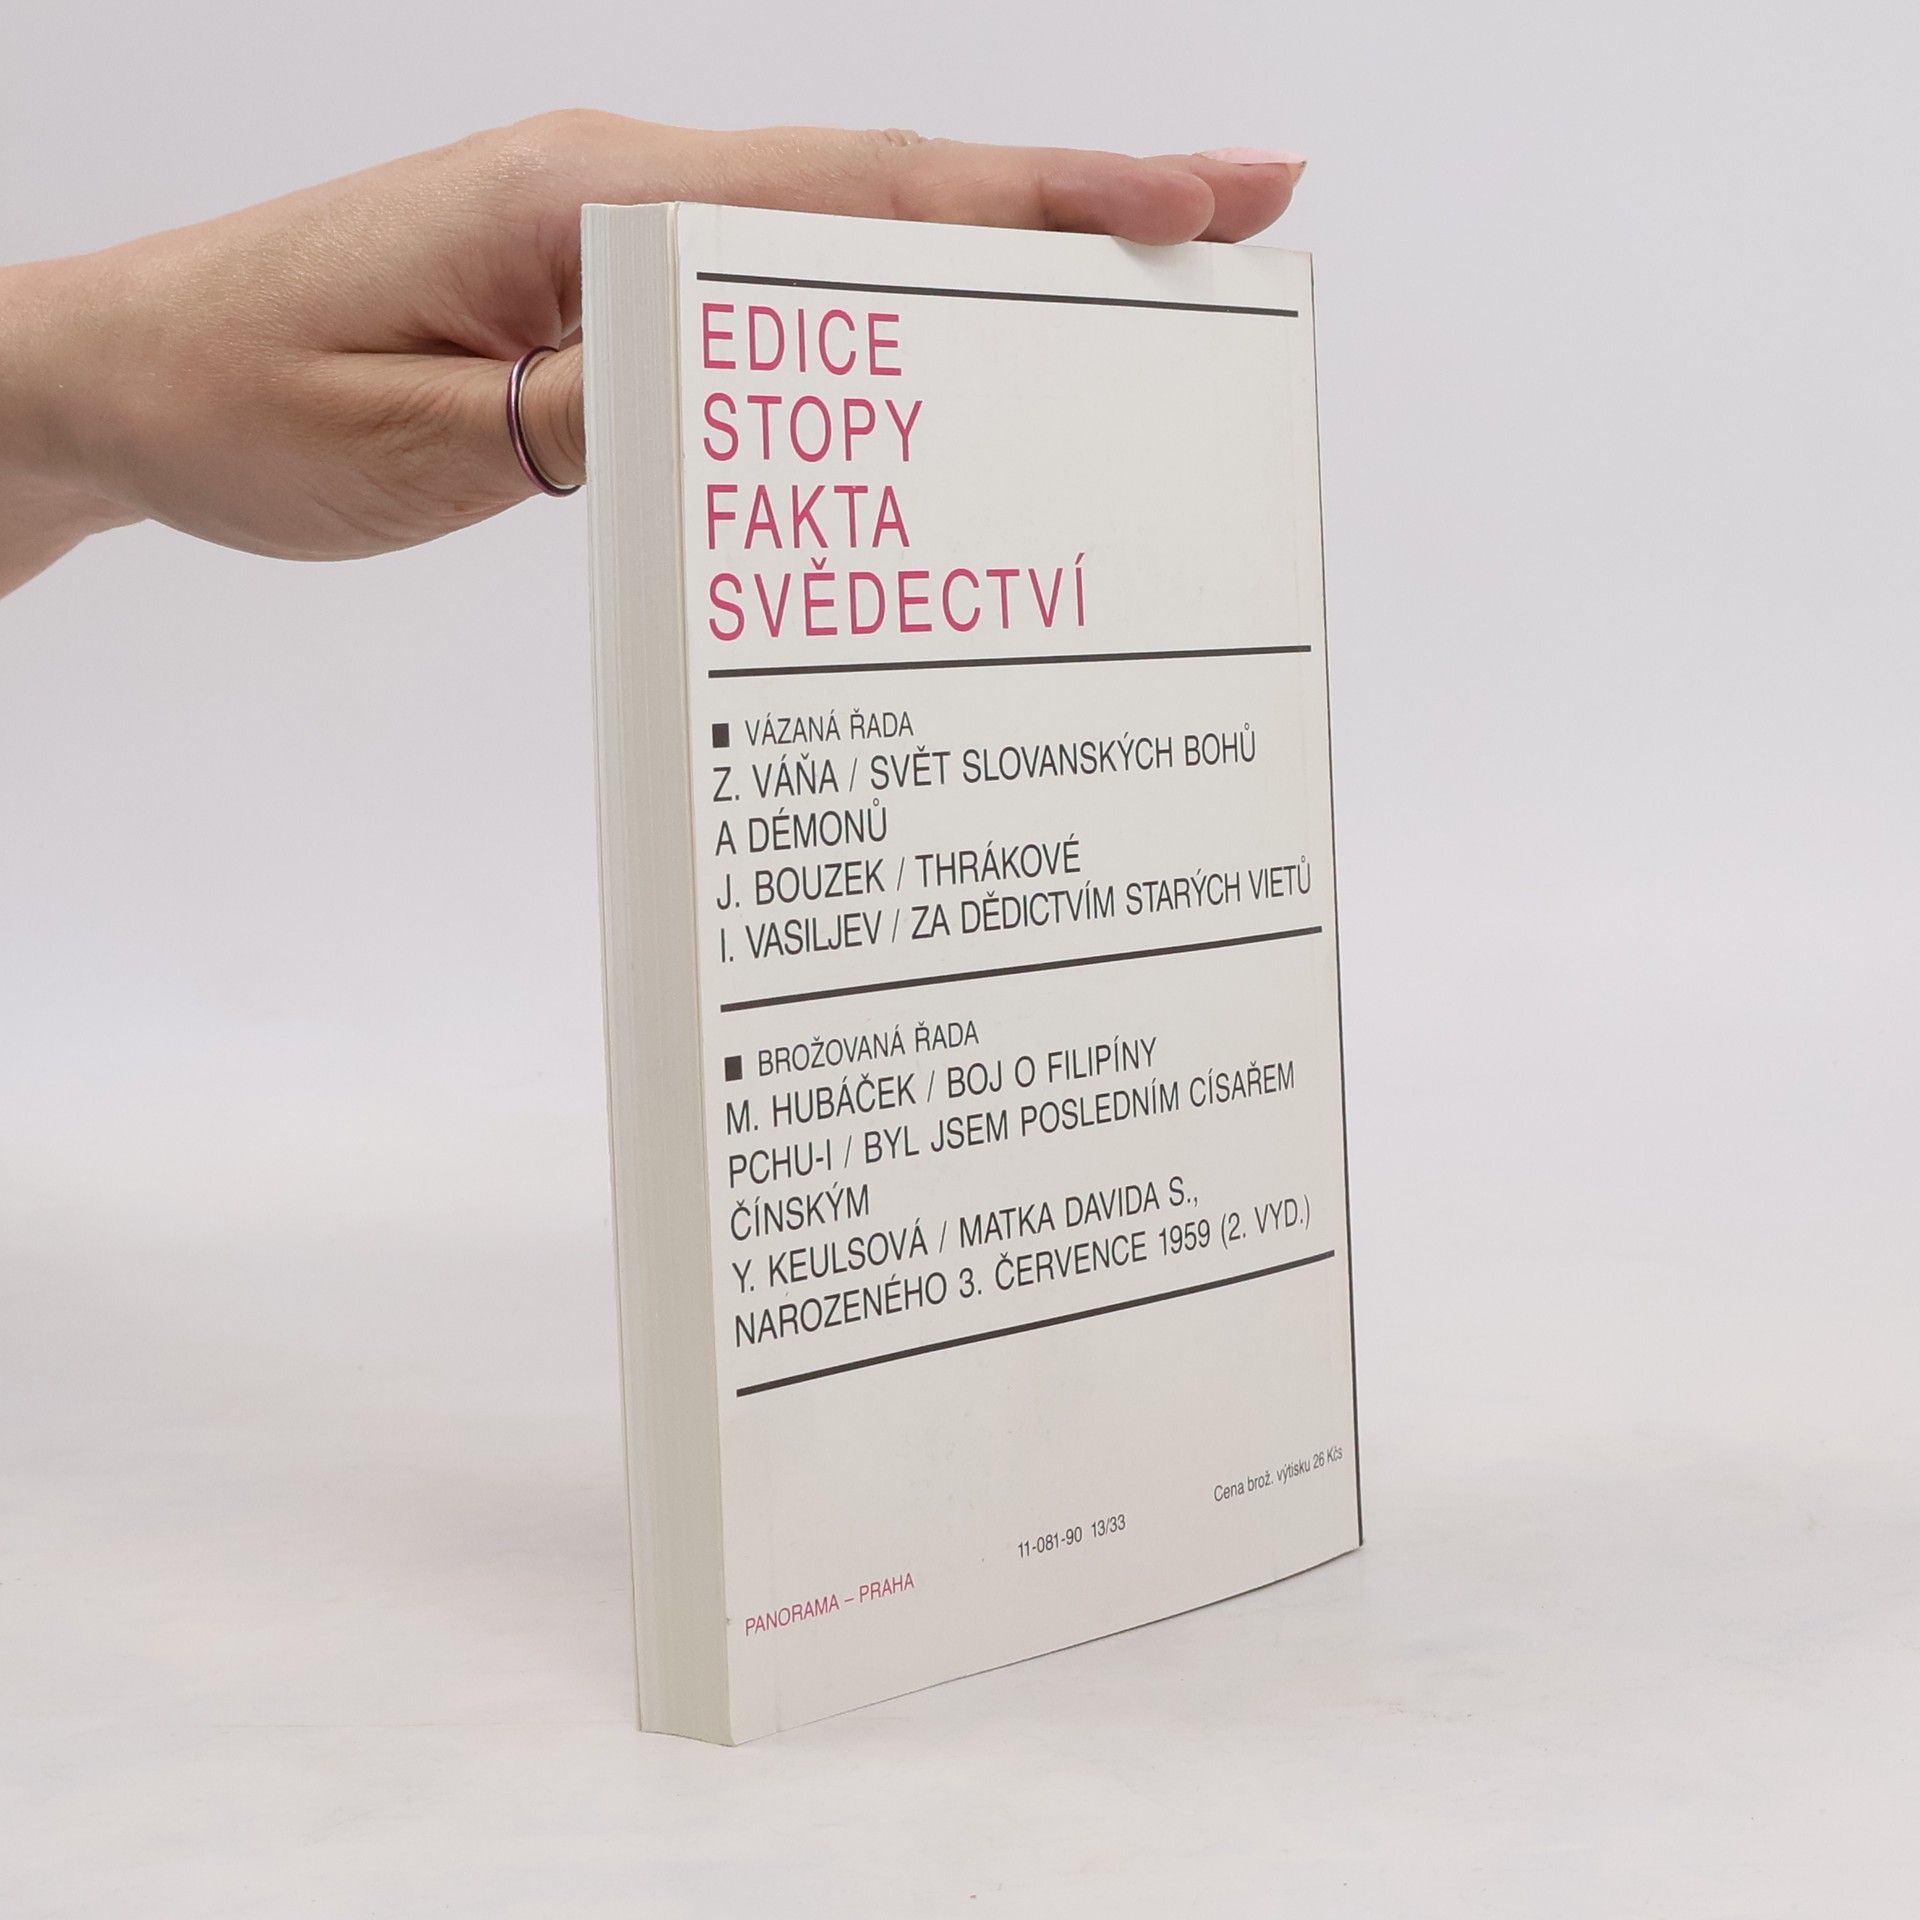 EDICE
STOPY
FAKTA
SVĚDECTVÍ
■ VÁZANÁ ŘADA
Z. VÁŇA / SVĚT SLOVANSKÝCH BOHŮ
A DÉMONŮ
J. BOUZEK / THRÁKOVÉ
I. VASILJEV / ZA DĚDICTVÍM STARÝCH VIETŮ
■ BROŽOVANÁ ŘADA
M. HUBÁČEK / BOJ O FILIPÍNY
PCHU-I / BYL JSEM POSLEDNÍM CÍSAŘEM
ČÍNSKÝM
Y. KEULSOVÁ / MATKA DAVIDA S.,
NAROZENÉHO 3. ČERVENCE 1959 (2. VYD.)
PANORAMA – PRAHA
11-081-90 13/33
Cena brož. výtisku 26 Kčs